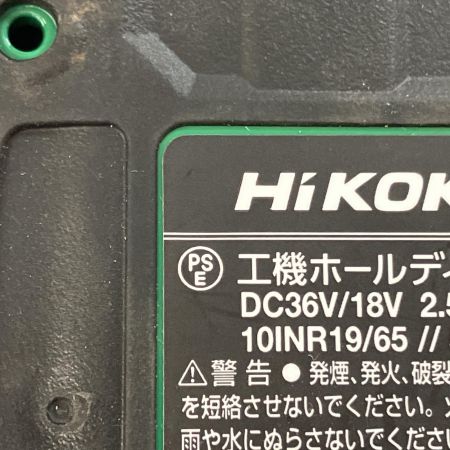 HiKOK
PSE 工機ホールディ
DC36V/18V 2.5
10INR19/65 //
⚠警告 ● 発煙、発火、破裂
を短絡させないでください。
雨や水にぬらさないでくださ